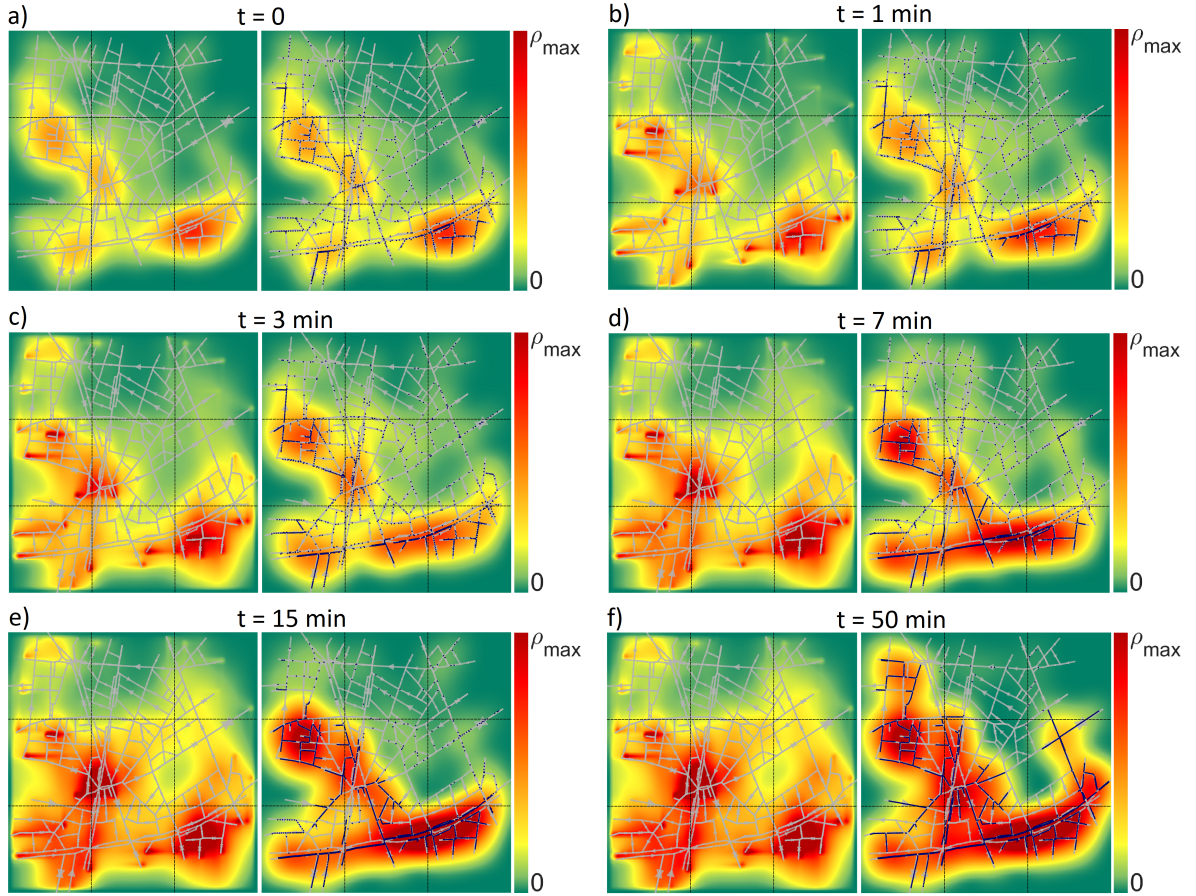 a) t = 0
ρmax
0
b) t = 1 min
ρmax
0
c) t = 3 min
ρmax
0
d) t = 7 min
ρmax
0
e) t = 15 min
ρmax
0
f) t = 50 min
ρmax
0